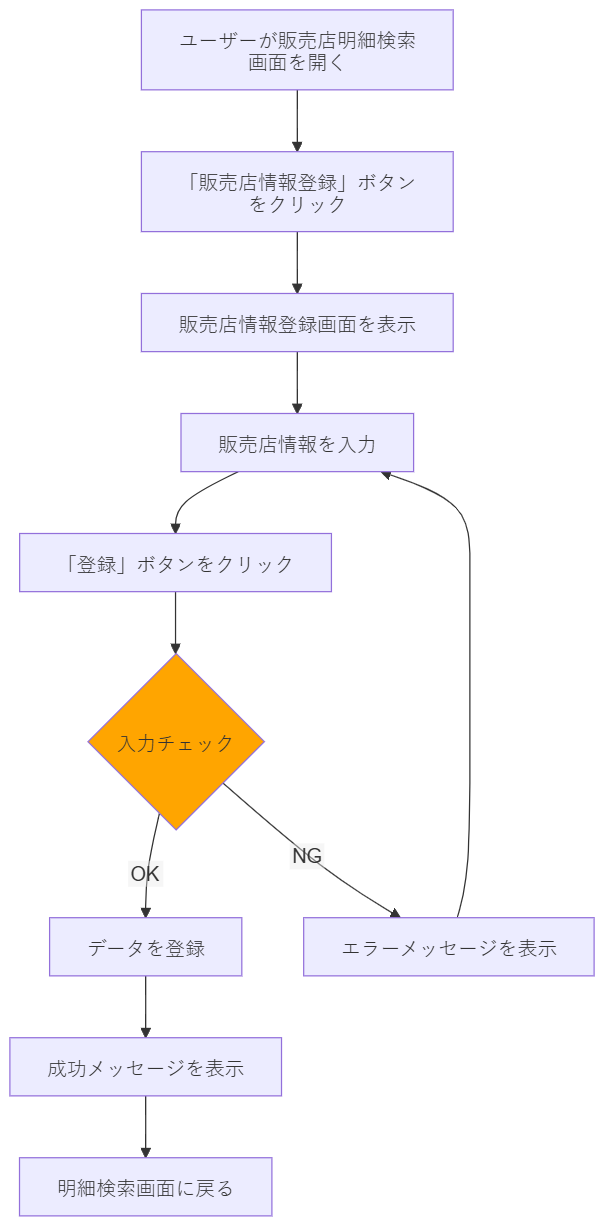 ユーザーが販売店明細検索
画面を開く
「販売店情報登録」ボタン
をクリック
販売店情報登録画面を表示
販売店情報を入力
「登録」ボタンをクリック
入力チェック
OK
NG
データを登録
エラーメッセージを表示
成功メッセージを表示
明細検索画面に戻る